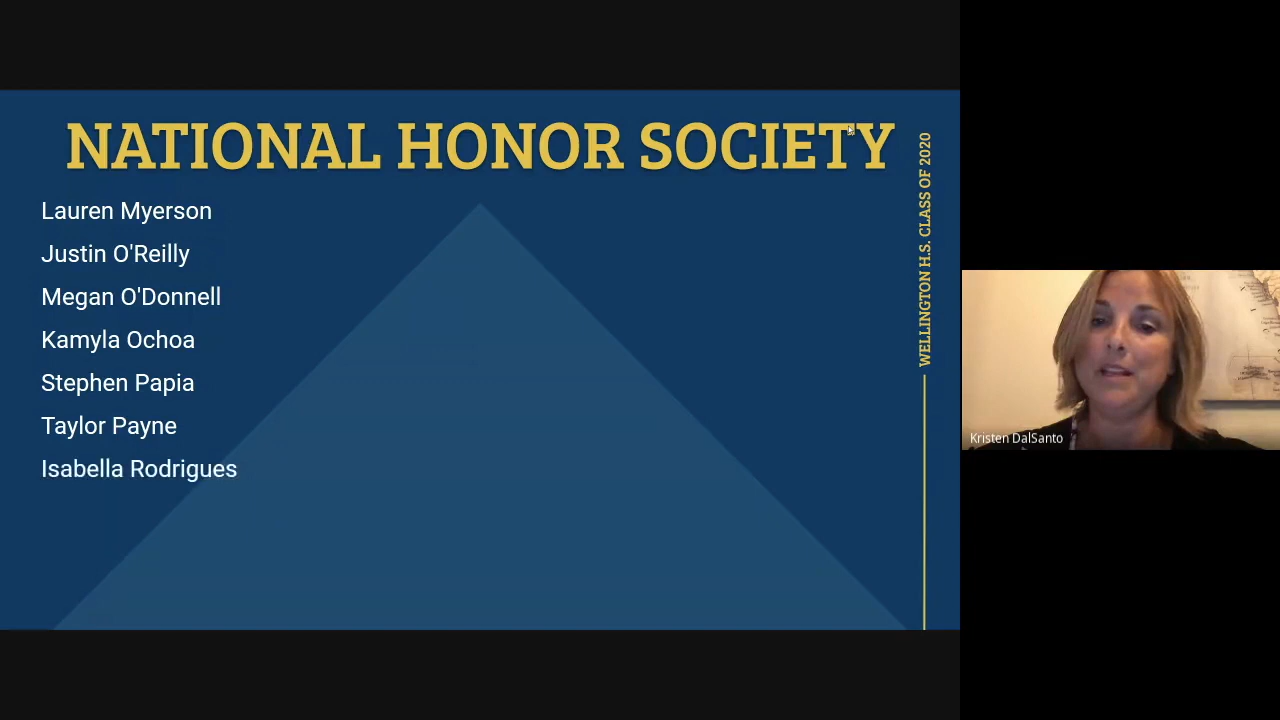 NATIONAL HONOR SOCIETY
Lauren Myerson
Justin O'Reilly
Megan O'Donnell
Kamyla Ochoa
Stephen Papia
Taylor Payne
Isabella Rodrigues
WELLINGTON H.S. CLASS OF 2020
Kristen DalSanto